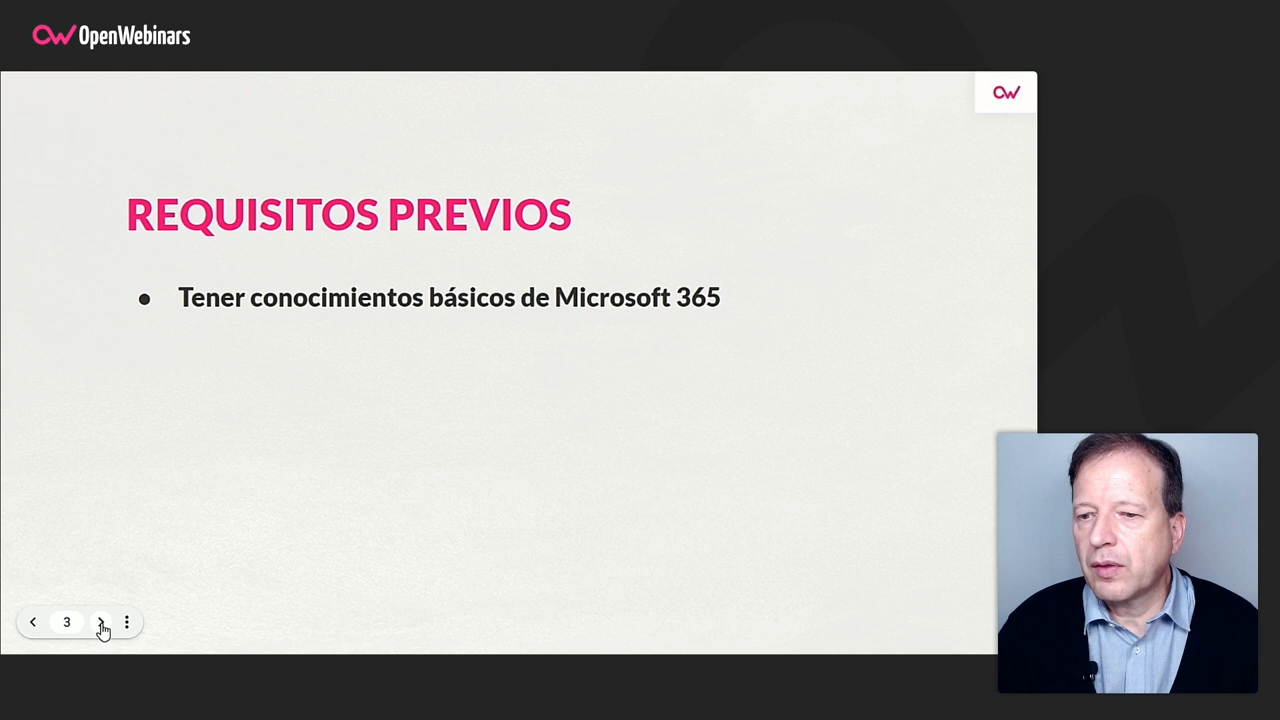 OpenWebinars
REQUISITOS PREVIOS
● Tener conocimientos básicos de Microsoft 365
3